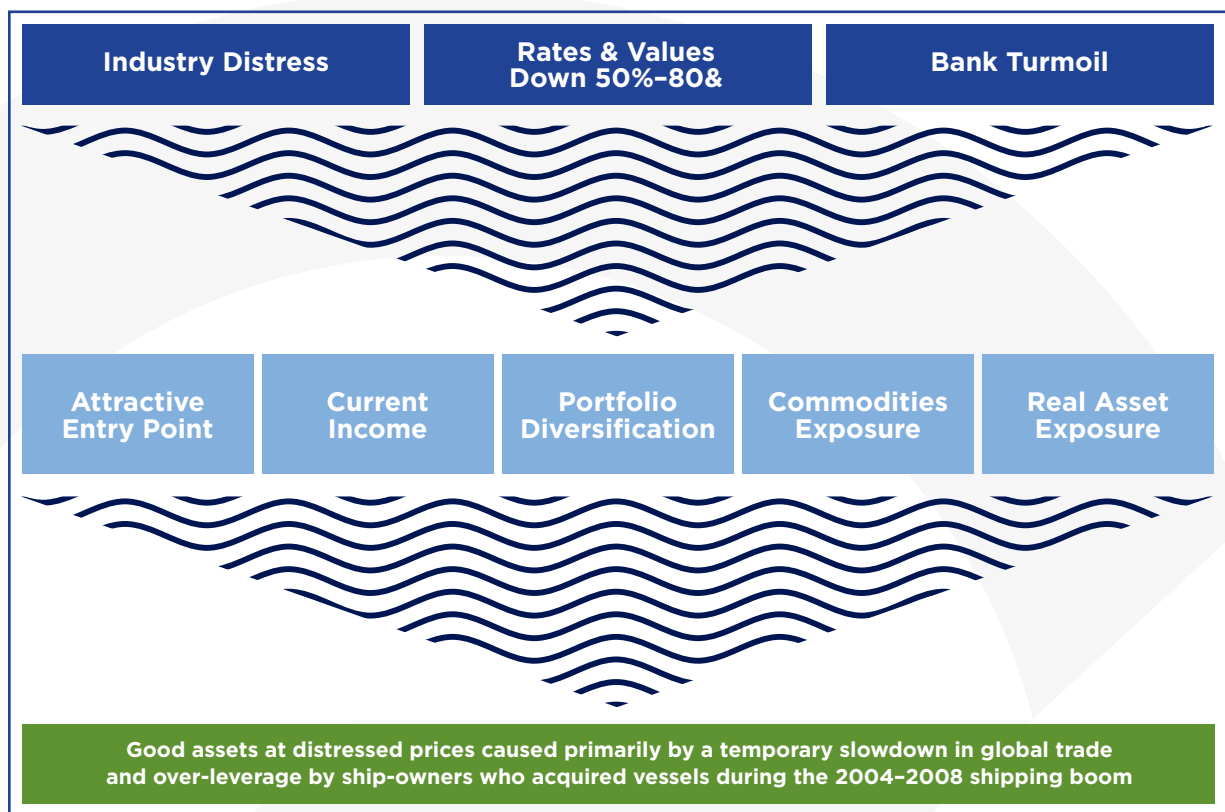 Industry Distress
Rates & Values
Down 50%–80&
Bank Turmoil
Attractive
Entry Point
Current
Income
Portfolio
Diversification
Commodities
Exposure
Real Asset
Exposure
Good assets at distressed prices caused primarily by a temporary slowdown in global trade
and over-leverage by ship-owners who acquired vessels during the 2004–2008 shipping boom